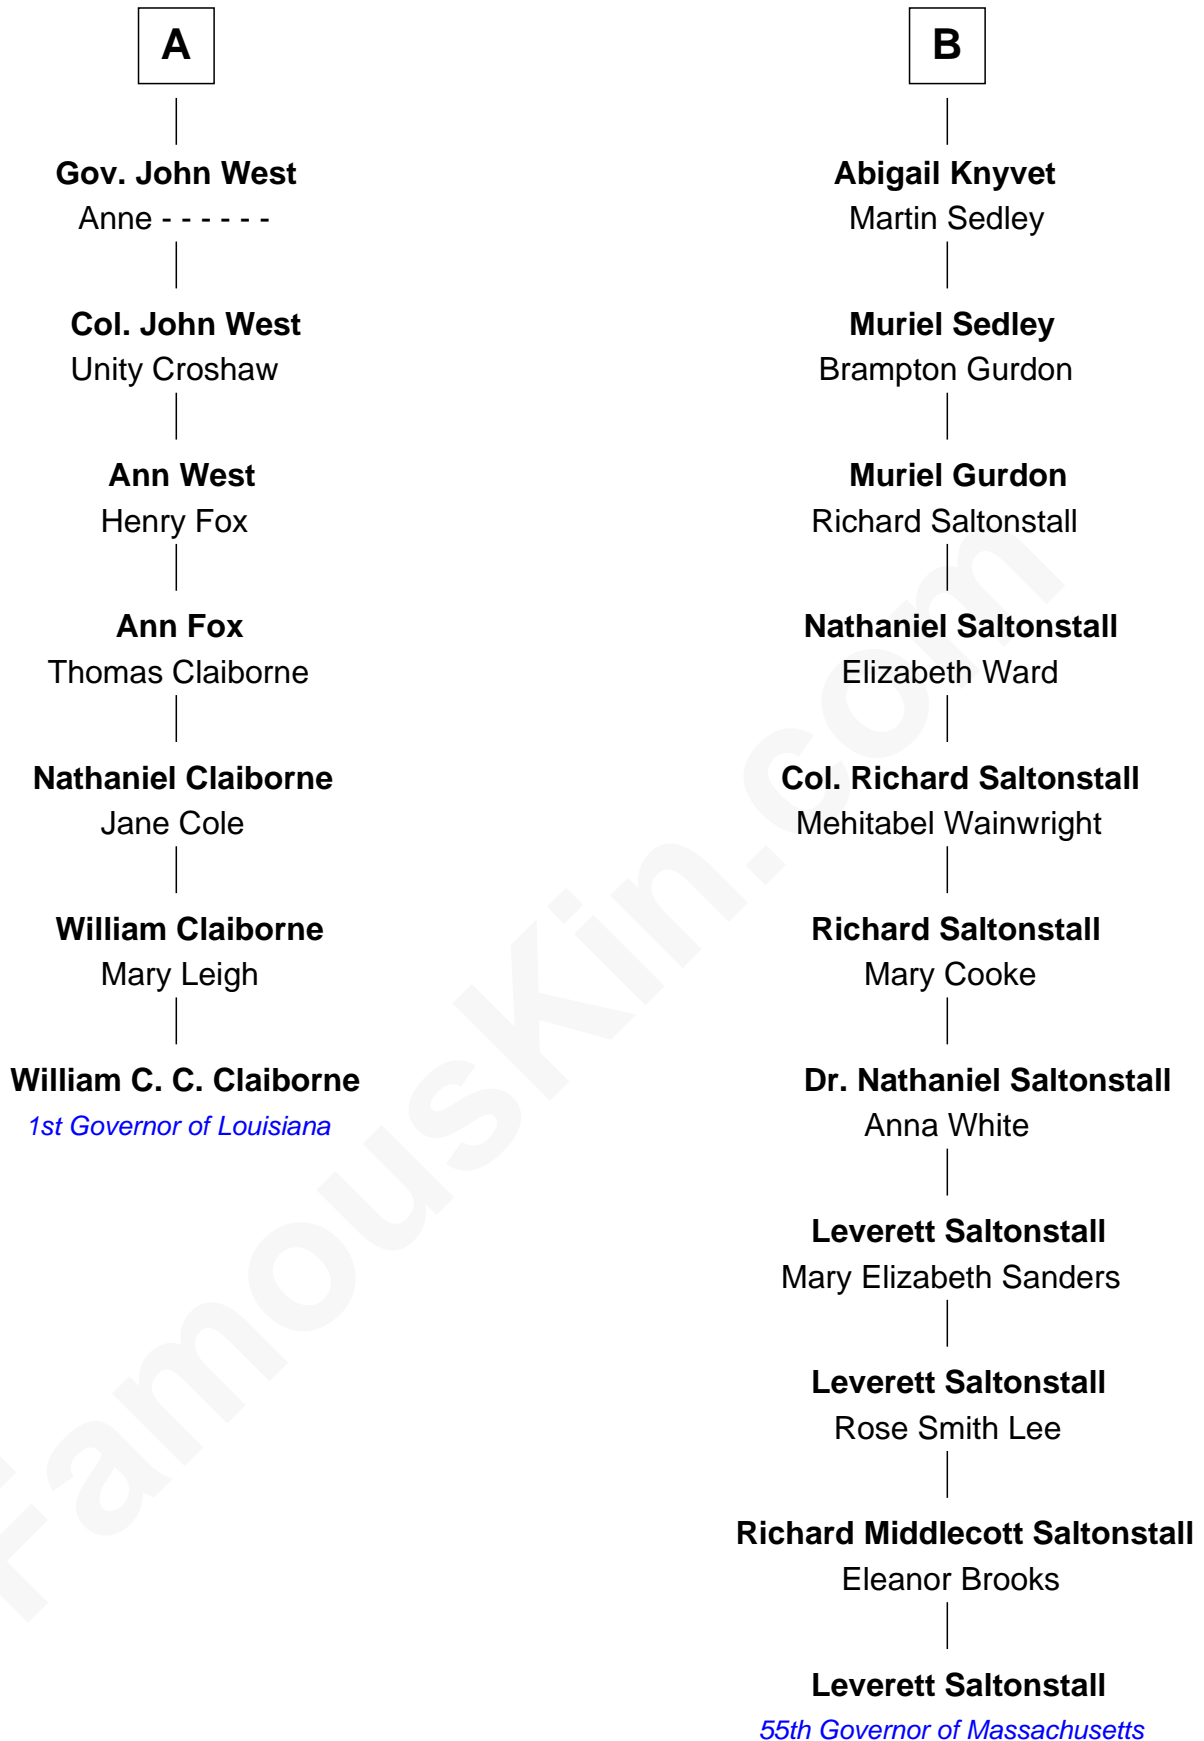 A
Gov. John West
Anne - - - - - -
Col. John West
Unity Croshaw
Ann West
Henry Fox
Ann Fox
Thomas Claiborne
Nathaniel Claiborne
Jane Cole
William Claiborne
Mary Leigh
William C. C. Claiborne
1st Governor of Louisiana
B
Abigail Knyvet
Martin Sedley
Muriel Sedley
Brampton Gurdon
Muriel Gurdon
Richard Saltonstall
Nathaniel Saltonstall
Elizabeth Ward
Col. Richard Saltonstall
Mehitabel Wainwright
Richard Saltonstall
Mary Cooke
Dr. Nathaniel Saltonstall
Anna White
Leverett Saltonstall
Mary Elizabeth Sanders
Leverett Saltonstall
Rose Smith Lee
Richard Middlecott Saltonstall
Eleanor Brooks
Leverett Saltonstall
55th Governor of Massachusetts
FamousKin.com